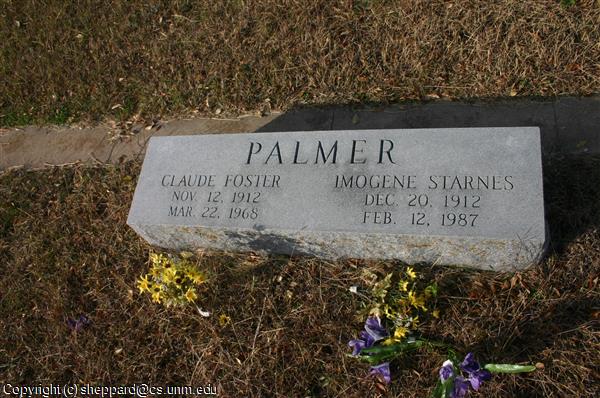 PALMER
CLAUDE FOSTER
NOV. 12, 1912
MAR. 22, 1968
IMOGENE STARNES
DEC. 20, 1912
FEB. 12, 1987
Copyright (c) sheppard@cs.unm.edu